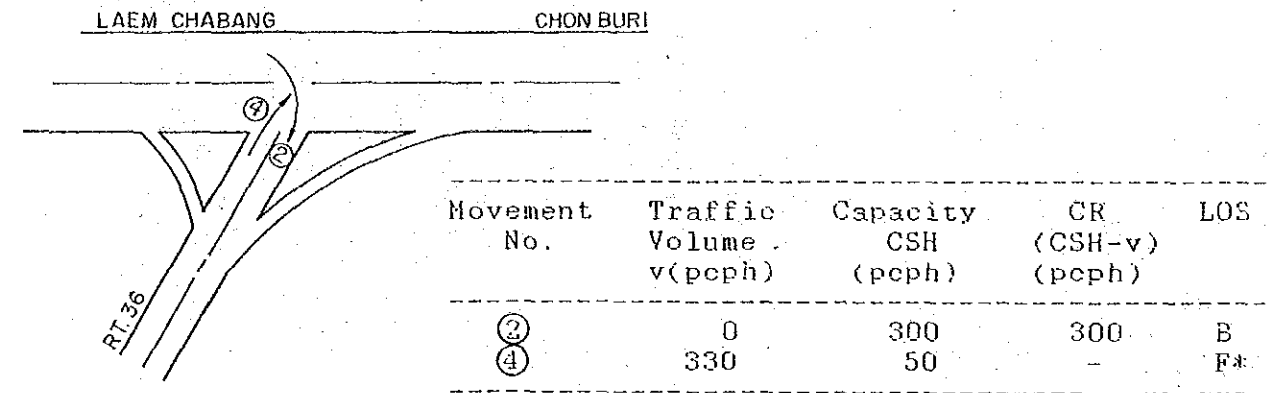 LAEM CHABANG CHON BURI
④
②
RT. 36
Movement Traffic Capacity CR LOS
No. Volume CSH (CSH-v)
v(pcph) (pcph) (pcph)
② 0 300 300 B
④ 330 50 - F*